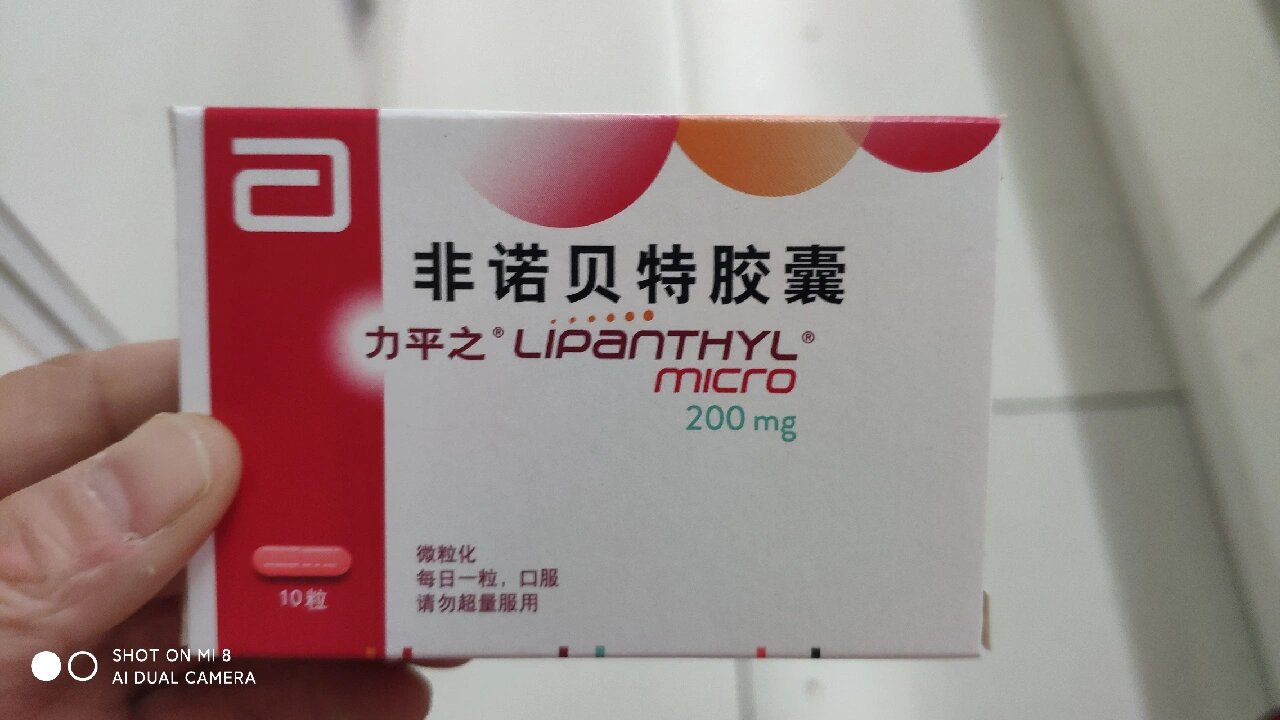 非诺贝特胶囊
力平之® LIPANTHYL®
micro
200 mg
微粒化
每日一粒，口服
请勿超量服用
10粒
SHOT ON MI 8
AI DUAL CAMERA